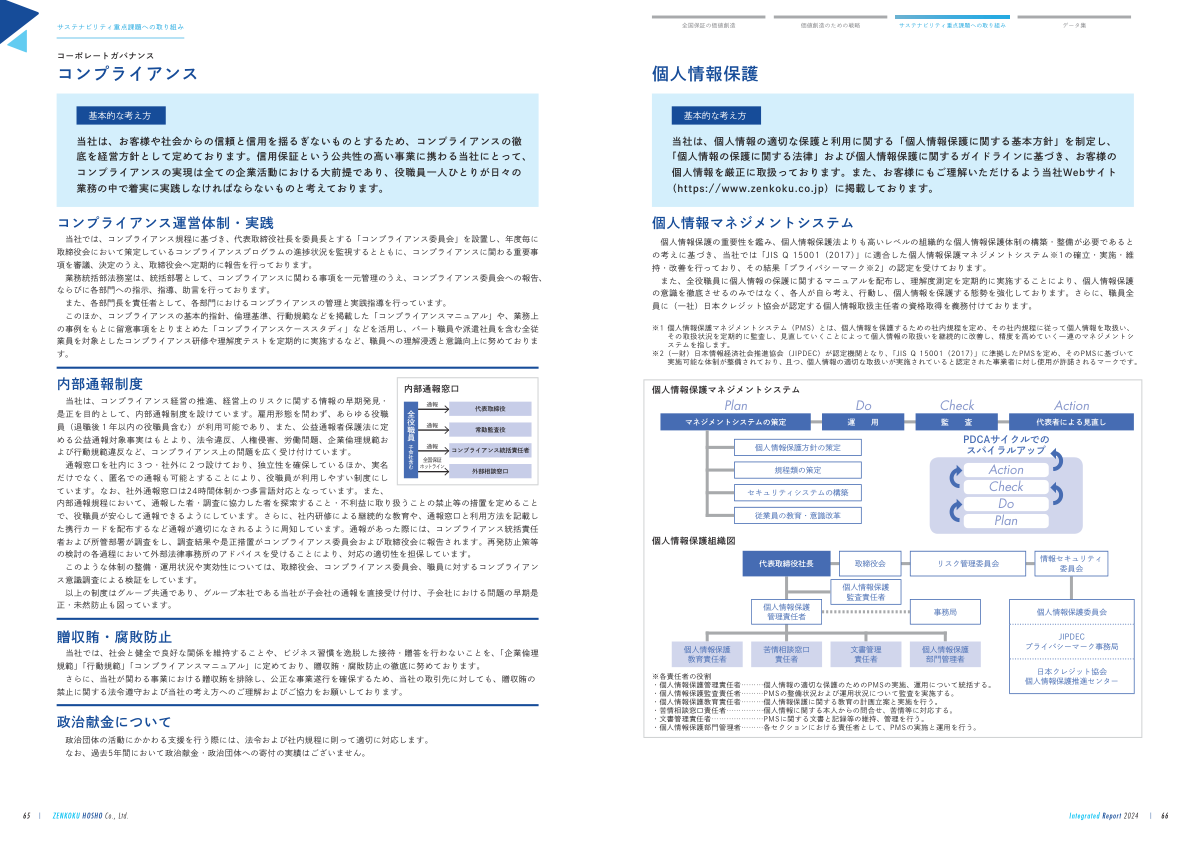 サステナビリティ重点課題への取り組み
コーポレートガバナンス
コンプライアンス
基本的な考え方
当社は、お客様や社会からの信頼と信用を揺るぎないものとするため、コンプライアンスの徹
底を経営方針として定めております。信用保証という公共性の高い事業に携わる当社にとって、
コンプライアンスの実現は全ての企業活動における大前提であり、役職員一人ひとりが日々の
業務の中で着実に実践しなければならないものと考えております。
コンプライアンス運営体制・実践
当社では、コンプライアンス規程に基づき、代表取締役社長を委員長とする「コンプライアンス委員会」を設置し、年度毎に
取締役会において策定しているコンプライアンスプログラムの進捗状況を監視するとともに、コンプライアンスに関わる重要事
項を審議、決定のうえ、取締役会へ定期的に報告を行っております。
業務統括部法務室は、統括部署として、コンプライアンスに関わる事項を一元管理のうえ、コンプライアンス委員会への報告、
ならびに各部門への指示、指導、助言を行っております。
また、各部門長を責任者として、各部門におけるコンプライアンスの管理と実践指導を行っています。
このほか、コンプライアンスの基本的指針、倫理基準、行動規範などを掲載した「コンプライアンスマニュアル」や、業務上
の事例をもとに留意事項をとりまとめた「コンプライアンスケーススタディ」などを活用し、パート職員や派遣社員を含む全従
業員を対象としたコンプライアンス研修や理解度テストを定期的に実施するなど、職員への理解浸透と意識向上に努めておりま
す。
内部通報制度
当社は、コンプライアンス経営の推進、経営上のリスクに関する情報の早期発見・
是正を目的として、内部通報制度を設けています。雇用形態を問わず、あらゆる役職
員（退職後1年以内の役職員含む）が利用可能であり、また、公益通報者保護法に定
める公益通報対象事実はもとより、法令違反、人権侵害、労働問題、企業倫理規範お
よび行動規範違反など、コンプライアンス上の問題を広く受け付けています。
通報窓口を社内に3つ・社外に2つ設けており、独立性を確保しているほか、実名
だけでなく、匿名での通報も可能とすることにより、役職員が利用しやすい制度にし
ています。なお、社外通報窓口は24時間体制かつ多言語対応となっています。また、
内部通報規程において、通報した者・調査に協力した者を探索すること・不利益に取り扱うことの禁止等の措置を定めること
で、役職員が安心して通報できるようにしています。さらに、社内研修による継続的な教育や、通報窓口と利用方法を記載し
た携行カードを配布するなど通報が適切になされるように周知しています。通報があった際には、コンプライアンス統括責任
者および所管部署が調査をし、調査結果や是正措置がコンプライアンス委員会および取締役会に報告されます。再発防止策等
の検討の各過程において外部法律事務所のアドバイスを受けることにより、対応の適切性を担保しています。
このような体制の整備・運用状況や実効性については、取締役会、コンプライアンス委員会、職員に対するコンプライアン
ス意識調査による検証をしています。
以上の制度はグループ共通であり、グループ本社である当社が子会社の通報を直接受け付け、子会社における問題の早期是
正・未然防止も図っています。
内部通報窓口
全役職員
子会社含む
通報
代表取締役
通報
常勤監査役
通報
コンプライアンス統括責任者
全国保証
ホットライン
外部相談窓口
贈収賄・腐敗防止
当社では、社会と健全で良好な関係を維持することや、ビジネス習慣を逸脱した接待・贈答を行わないことを、「企業倫理
規範」「行動規範」「コンプライアンスマニュアル」に定めており、贈収賄・腐敗防止の徹底に努めております。
さらに、当社が関わる事業における贈収賄を排除し、公正な事業遂行を確保するため、当社の取引先に対しても、贈収賄の
禁止に関する法令遵守および当社の考え方へのご理解およびご協力をお願いしております。
政治献金について
政治団体の活動にかかわる支援を行う際には、法令および社内規程に則って適切に対応します。
なお、過去5年間において政治献金・政治団体への寄付の実績はございません。
65 | ZENKOKU HOSHO Co., Ltd.
全国保証の価値創造
価値創造のための戦略
サステナビリティ重点課題への取り組み
データ集
個人情報保護
基本的な考え方
当社は、個人情報の適切な保護と利用に関する「個人情報保護に関する基本方針」を制定し、
「個人情報の保護に関する法律」および個人情報保護に関するガイドラインに基づき、お客様の
個人情報を厳正に取扱っております。また、お客様にもご理解いただけるよう当社Webサイト
（https://www.zenkoku.co.jp）に掲載しております。
個人情報マネジメントシステム
個人情報保護の重要性を鑑み、個人情報保護法よりも高いレベルの組織的な個人情報保護体制の構築・整備が必要であると
の考えに基づき、当社では「JIS Q 15001（2017）」に適合した個人情報保護マネジメントシステム※1の確立・実施・維
持・改善を行っており、その結果「プライバシーマーク※2」の認定を受けております。
また、全役職員に個人情報の保護に関するマニュアルを配布し、理解度測定を定期的に実施することにより、個人情報保護
の意識を徹底させるのみではなく、各人が自ら考え、行動し、個人情報を保護する態勢を強化しております。さらに、職員全
員に（一社）日本クレジット協会が認定する個人情報取扱主任者の資格取得を義務付けております。
※1 個人情報保護マネジメントシステム（PMS）とは、個人情報を保護するための社内規程を定め、その社内規程に従って個人情報を取扱い、
その取扱状況を定期的に監査し、見直していくことによって個人情報の取扱いを継続的に改善し、精度を高めていく一連のマネジメントシ
ステムを指します。
※2（一財）日本情報経済社会推進協会（JIPDEC）が認定機関となり、「JIS Q 15001（2017）」に準拠したPMSを定め、そのPMSに基づいて
実施可能な体制が整備されており、且つ、個人情報の適切な取扱いが実施されていると認定された事業者に対し使用が許諾されるマークです。
個人情報保護マネジメントシステム
Plan
Do
Check
Action
マネジメントシステムの策定
運 用
監 査
代表者による見直し
個人情報保護方針の策定
規程類の策定
セキュリティシステムの構築
従業員の教育・意識改革
PDCAサイクルでの
スパイラルアップ
Action
Check
Do
Plan
個人情報保護組織図
代表取締役社長
取締役会
リスク管理委員会
情報セキュリティ
委員会
個人情報保護
監査責任者
個人情報保護
管理責任者
事務局
個人情報保護委員会
JIPDEC
プライバシーマーク事務局
日本クレジット協会
個人情報保護推進センター
個人情報保護
教育責任者
苦情相談窓口
責任者
文書管理
責任者
個人情報保護
部門管理者
※各責任者の役割
・個人情報保護管理責任者………個人情報の適切な保護のためのPMSの実施、運用について統括する。
・個人情報保護監査責任者………PMSの整備状況および運用状況について監査を実施する。
・個人情報保護教育責任者………個人情報保護に関する教育の計画立案と実施を行う。
・苦情相談窓口責任者……………個人情報に関する本人からの問合せ、苦情等に対応する。
・文書管理責任者…………………PMSに関する文書と記録等の維持、管理を行う。
・個人情報保護部門管理者………各セクションにおける責任者として、PMSの実施と運用を行う。
Integrated Report 2024 | 66